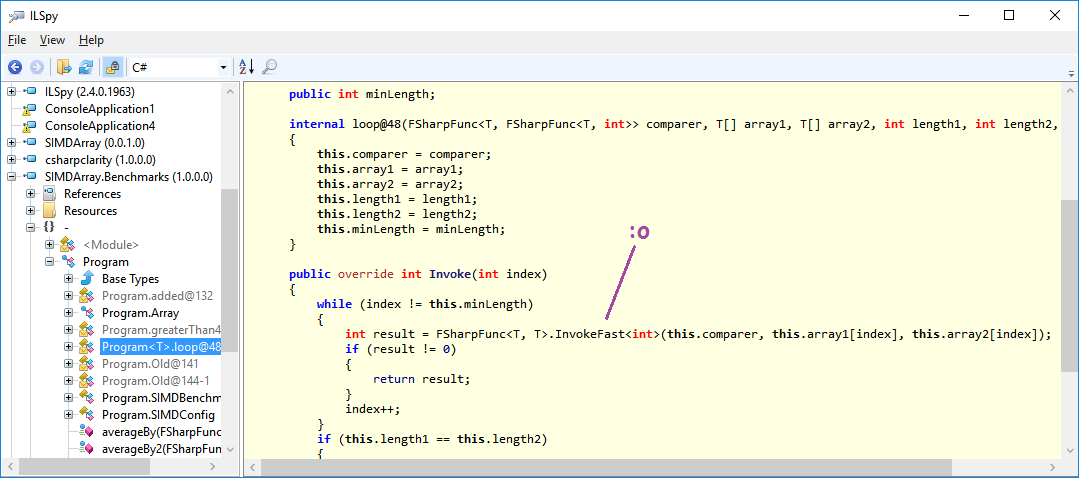 ILSpy
File View Help
C#
ILSpy (2.4.0.1963)
ConsoleApplication1
ConsoleApplication4
SIMDArray (0.0.1.0)
csharpclarity (1.0.0.0)
SIMDArray.Benchmarks (1.0.0.0)
References
Resources
{} -
<Module>
Program
Base Types
Program.added@132
Program.Array
Program.greaterThan4
Program<T>.loop@48
Program.Old@141
Program.Old@144-1
Program.SIMDBenchm
Program.SIMDConfig
averageBy(FSharpFunc
averageBy2(FSharpFun
public int minLength;
internal loop@48(FSharpFunc<T, FSharpFunc<T, int>> comparer, T[] array1, T[] array2, int length1, int length2,
{
this.comparer = comparer;
this.array1 = array1;
this.array2 = array2;
this.length1 = length1;
this.length2 = length2;
this.minLength = minLength;
}
:o
public override int Invoke(int index)
{
while (index != this.minLength)
{
int result = FSharpFunc<T, T>.InvokeFast<int>(this.comparer, this.array1[index], this.array2[index]);
if (result != 0)
{
return result;
}
index++;
}
if (this.length1 == this.length2)
{